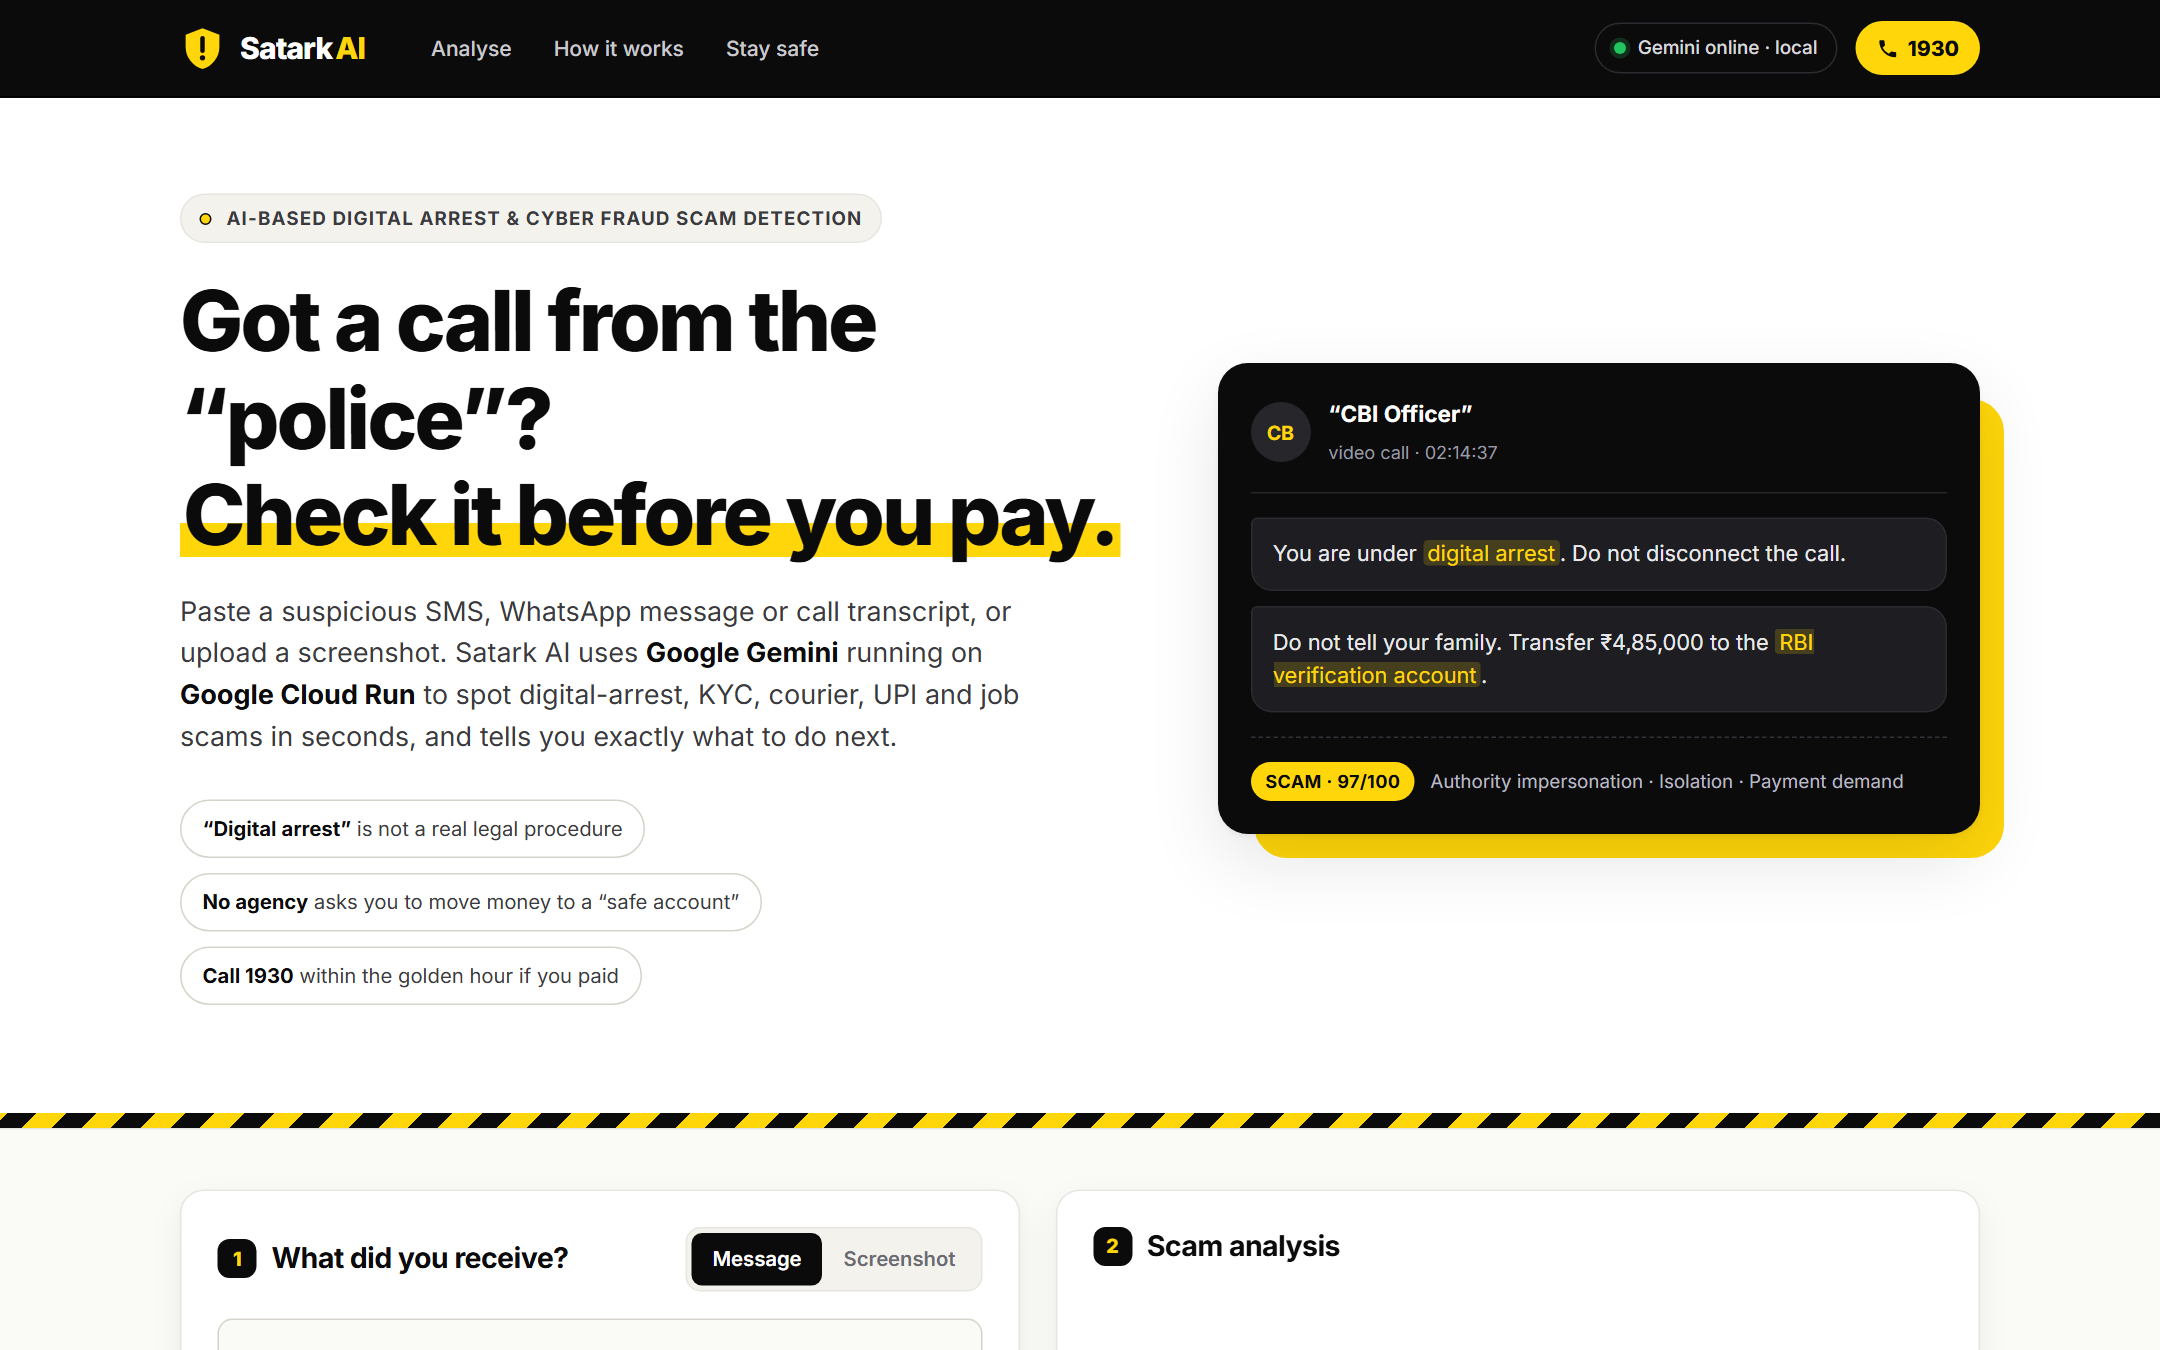 Satark AI
Analyse
How it works
Stay safe
Gemini online · local
1930
AI-BASED DIGITAL ARREST & CYBER FRAUD SCAM DETECTION
Got a call from the
“police”?
Check it before you pay.
Paste a suspicious SMS, WhatsApp message or call transcript, or
upload a screenshot. Satark AI uses Google Gemini running on
Google Cloud Run to spot digital-arrest, KYC, courier, UPI and job
scams in seconds, and tells you exactly what to do next.
“Digital arrest” is not a real legal procedure
No agency asks you to move money to a “safe account”
Call 1930 within the golden hour if you paid
CB
“CBI Officer”
video call · 02:14:37
You are under digital arrest. Do not disconnect the call.
Do not tell your family. Transfer ₹4,85,000 to the RBI
verification account.
SCAM · 97/100
Authority impersonation · Isolation · Payment demand
1
What did you receive?
Message
Screenshot
2
Scam analysis